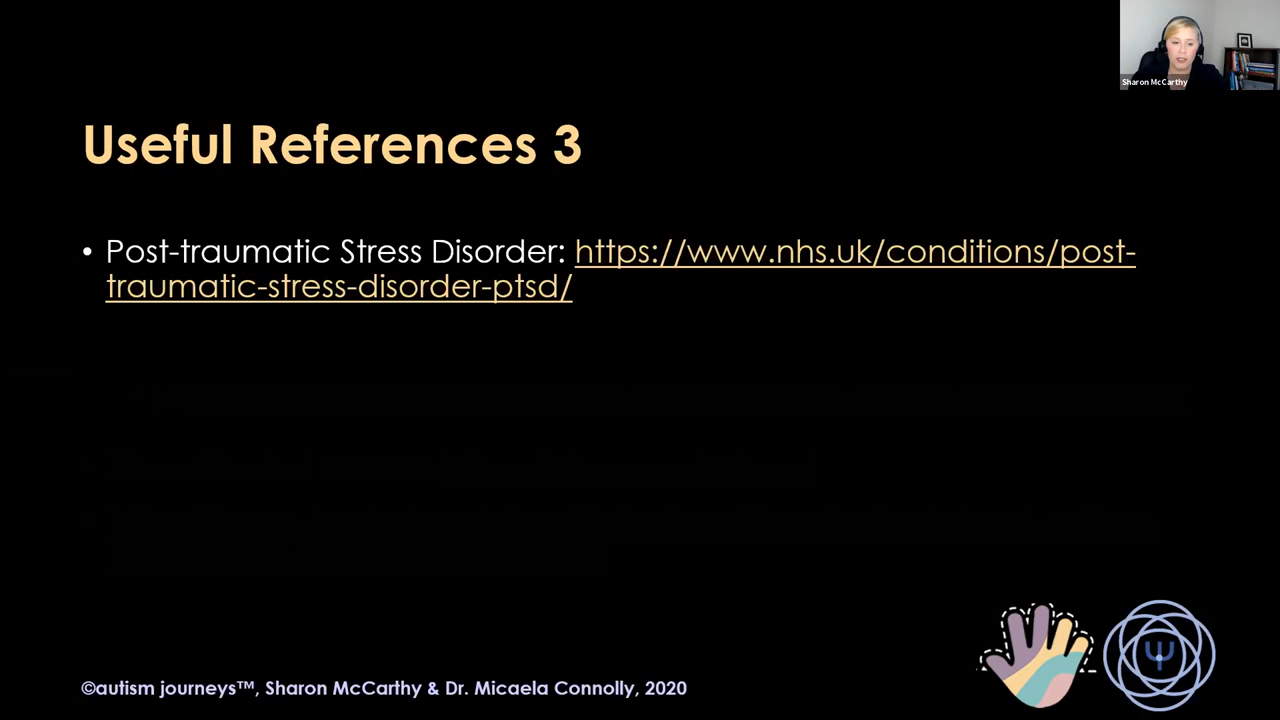 Sharon McCarthy
Useful References 3
• Post-traumatic Stress Disorder: https://www.nhs.uk/conditions/post-
traumatic-stress-disorder-ptsd/
©autism journeys™, Sharon McCarthy & Dr. Micaela Connolly, 2020